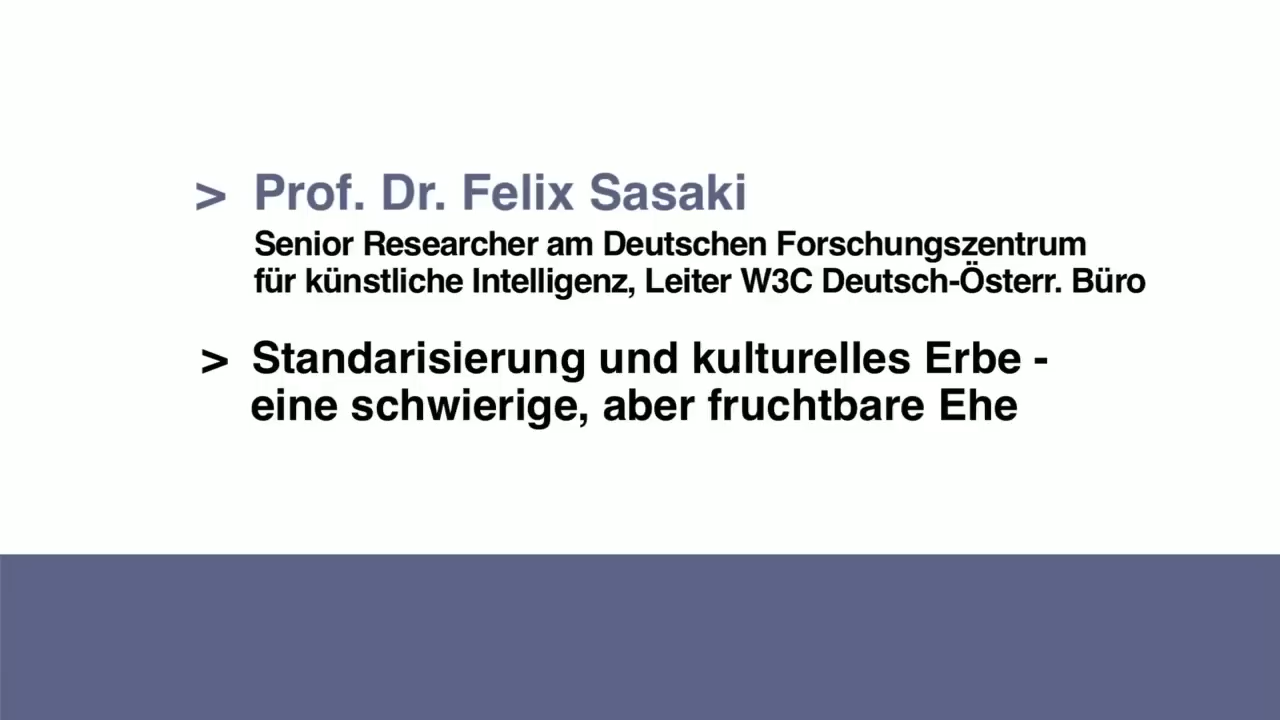 > Prof. Dr. Felix Sasaki
Senior Researcher am Deutschen Forschungszentrum
für künstliche Intelligenz, Leiter W3C Deutsch-Österr. Büro
> Standarisierung und kulturelles Erbe -
eine schwierige, aber fruchtbare Ehe